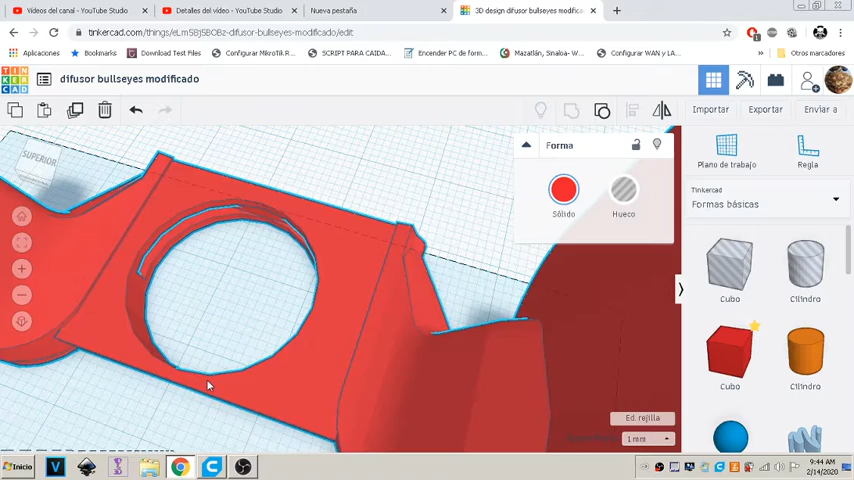 Vídeos del canal - YouTube Studio
Detalles del vídeo - YouTube Studio
Nueva pestaña
3D design difusor bullseyes modific
tinkercad.com/things/eLm58j5BOBz-difusor-bullseyes-modificado/edit
Aplicaciones
Bookmarks
Download Test Files
Configurar MikroTik R
SCRIPT PARA CAIDA...
Encender PC de form...
Mazatlán, Sinaloa- M...
Configurar WAN y LA...
»
Otros marcadores
TIN
KER
CAD
difusor bullseyes modificado
Importar
Exportar
Enviar a
SUPERIOR
Forma
Sólido
Hueco
Plano de trabajo
Regla
Tinkercad
Formas básicas
Cubo
Cilindro
Cubo
Cilindro
Ed. rejilla
1 mm
Inicio
9:44 AM
2/14/2020